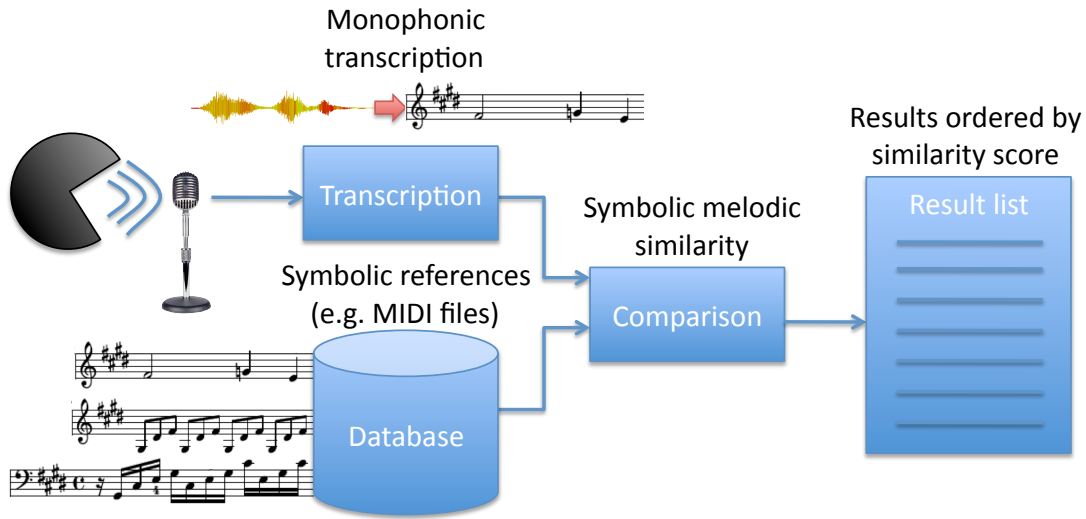 Monophonic
transcription
Results ordered by
similarity score
Transcription
Result list
Symbolic melodic
similarity
Symbolic references
(e.g. MIDI files)
Comparison
Database